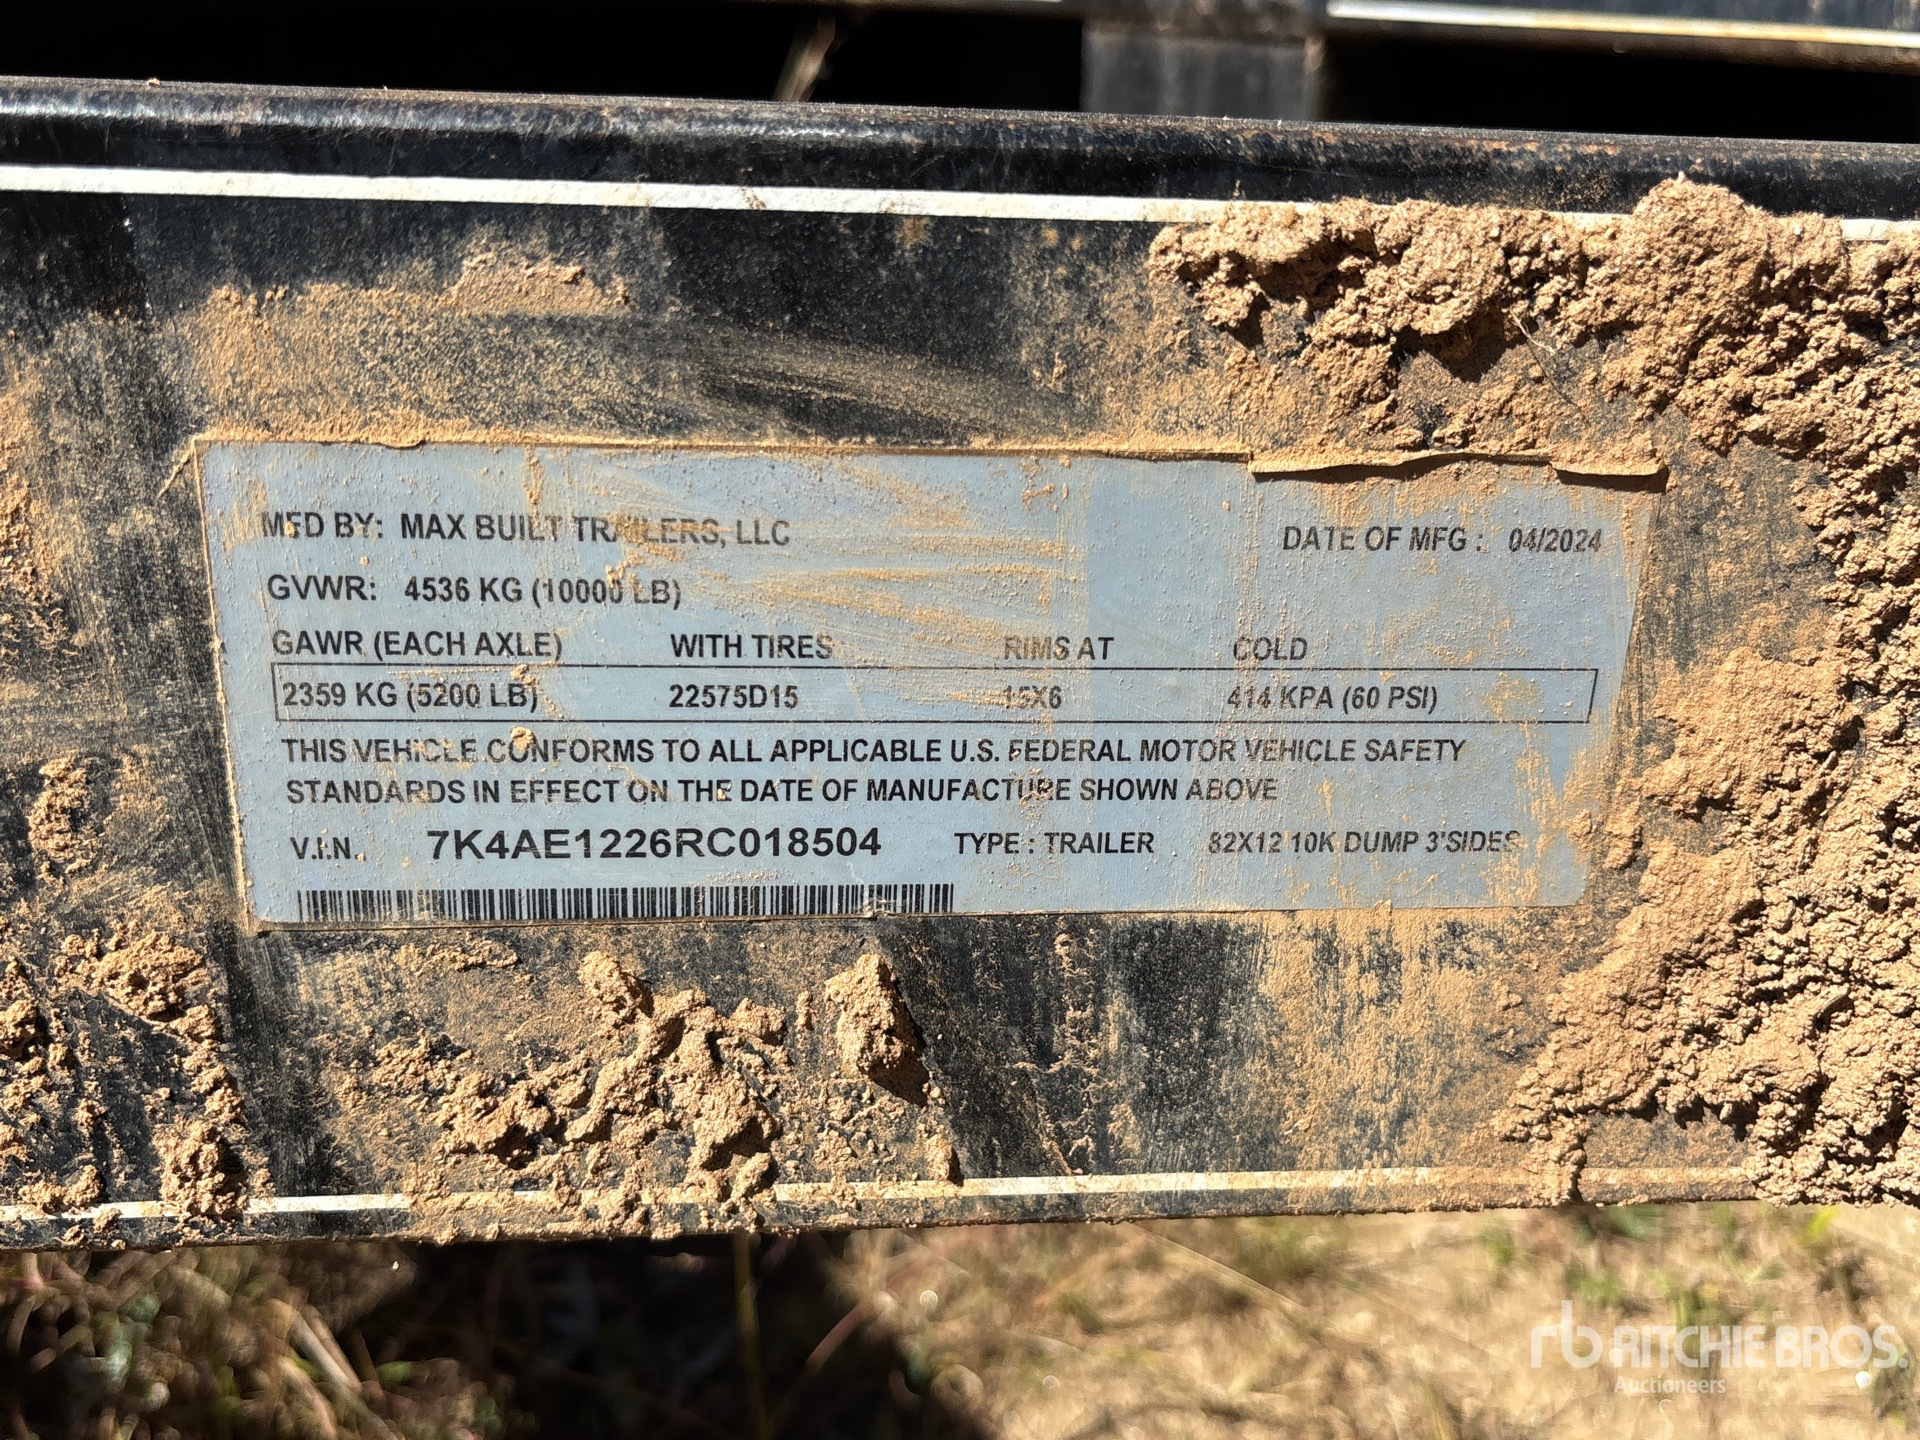 MFD BY: MAX BUILT TRAILERS, LLC DATE OF MFG : 04/2024
GVWR: 4536 KG (10000 LB)
GAWR (EACH AXLE) WITH TIRES RIMS AT COLD
2359 KG (5200 LB) 22575D15 15X6 414 KPA (60 PSI)
THIS VEHICLE CONFORMS TO ALL APPLICABLE U.S. FEDERAL MOTOR VEHICLE SAFETY
STANDARDS IN EFFECT ON THE DATE OF MANUFACTURE SHOWN ABOVE
V.I.N. 7K4AE1226RC018504 TYPE : TRAILER 82X12 10K DUMP 3'SIDES
rb RITCHIE BROS.
Auctioneers